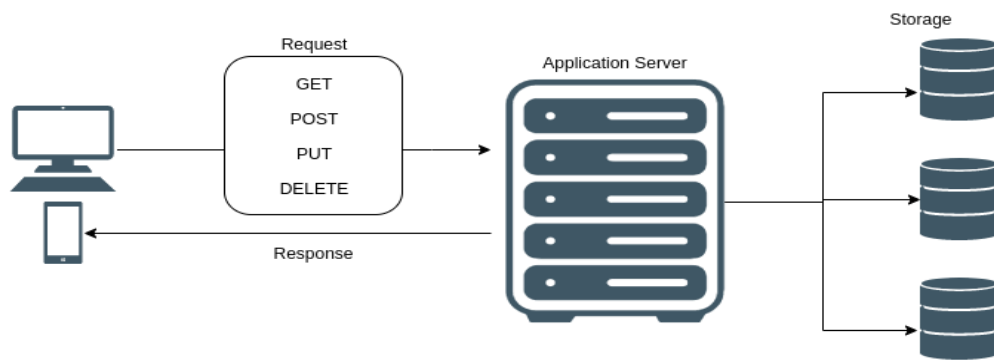 Storage
Request
Application Server
GET
POST
PUT
DELETE
Response